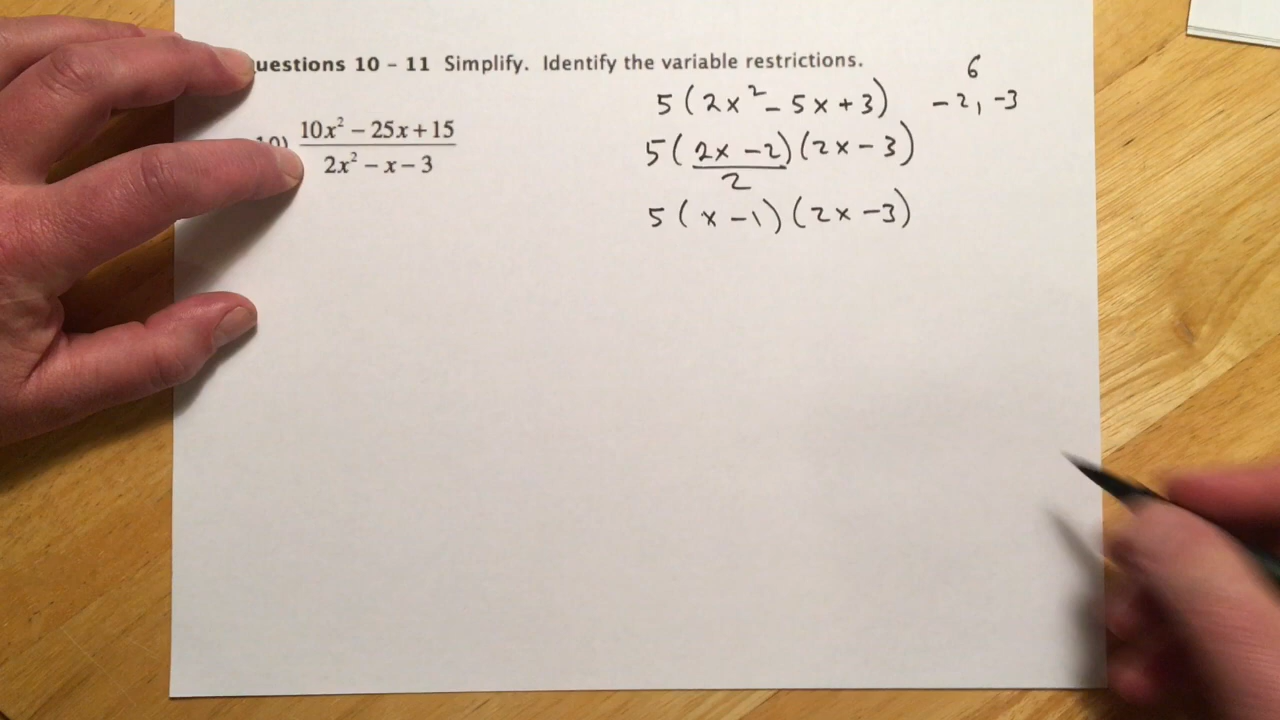 uestions 10 - 11 Simplify. Identify the variable restrictions.
10) (10x² − 25x + 15)/(2x² − x − 3)
6
5(2x² − 5x + 3) −2, −3
5(2x − 2)(2x − 3)
2
5(x − 1)(2x − 3)